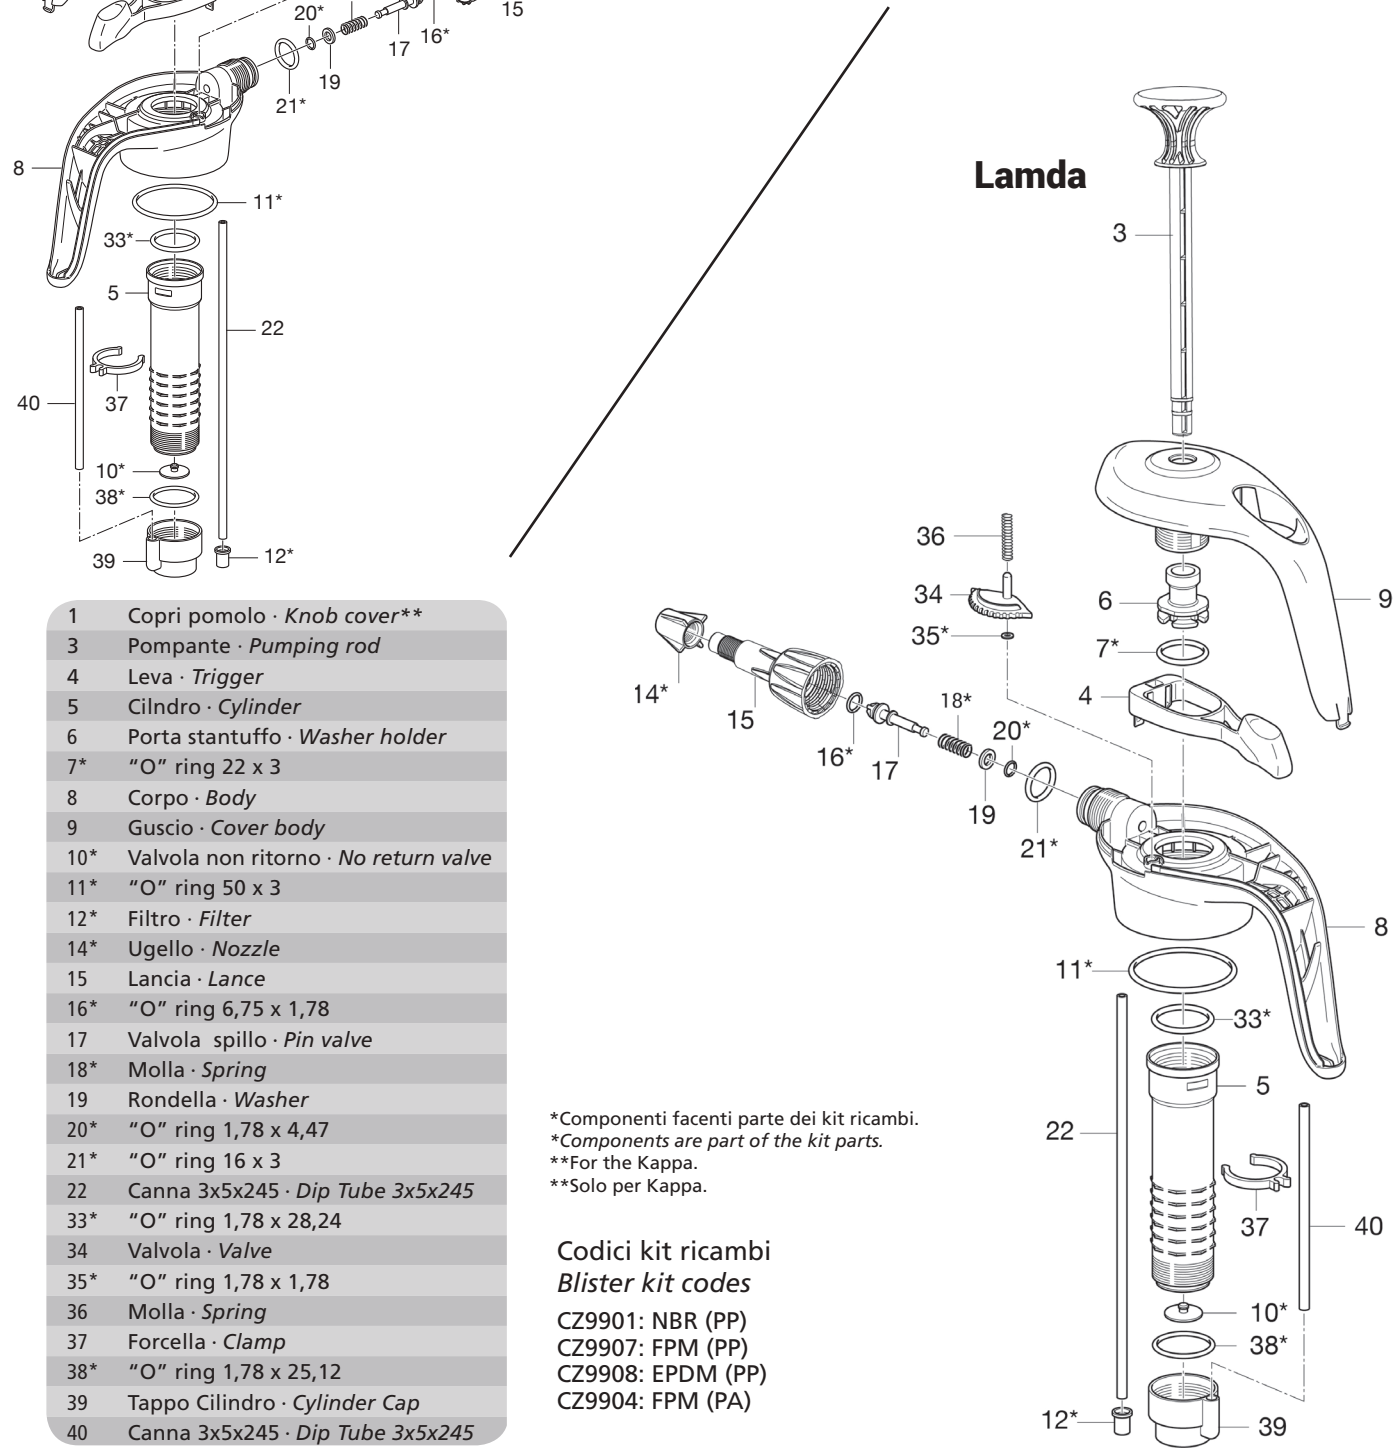 20*
17
16*
15
19
21*
8
11*
33*
5
22
40
37
10*
38*
39
12*
Lamda
3
36
34
35*
14*
15
16*
17
18*
19
20*
21*
6
7*
4
9
8
11*
33*
5
22
37
40
10*
38*
12*
39
1 Copri pomolo · Knob cover**
3 Pompante · Pumping rod
4 Leva · Trigger
5 Cilndro · Cylinder
6 Porta stantuffo · Washer holder
7* “O” ring 22 x 3
8 Corpo · Body
9 Guscio · Cover body
10* Valvola non ritorno · No return valve
11* “O” ring 50 x 3
12* Filtro · Filter
14* Ugello · Nozzle
15 Lancia · Lance
16* “O” ring 6,75 x 1,78
17 Valvola spillo · Pin valve
18* Molla · Spring
19 Rondella · Washer
20* “O” ring 1,78 x 4,47
21* “O” ring 16 x 3
22 Canna 3x5x245 · Dip Tube 3x5x245
33* “O” ring 1,78 x 28,24
34 Valvola · Valve
35* “O” ring 1,78 x 1,78
36 Molla · Spring
37 Forcella · Clamp
38* “O” ring 1,78 x 25,12
39 Tappo Cilindro · Cylinder Cap
40 Canna 3x5x245 · Dip Tube 3x5x245
*Componenti facenti parte dei kit ricambi.
*Components are part of the kit parts.
**For the Kappa.
**Solo per Kappa.
Codici kit ricambi
Blister kit codes
CZ9901: NBR (PP)
CZ9907: FPM (PP)
CZ9908: EPDM (PP)
CZ9904: FPM (PA)